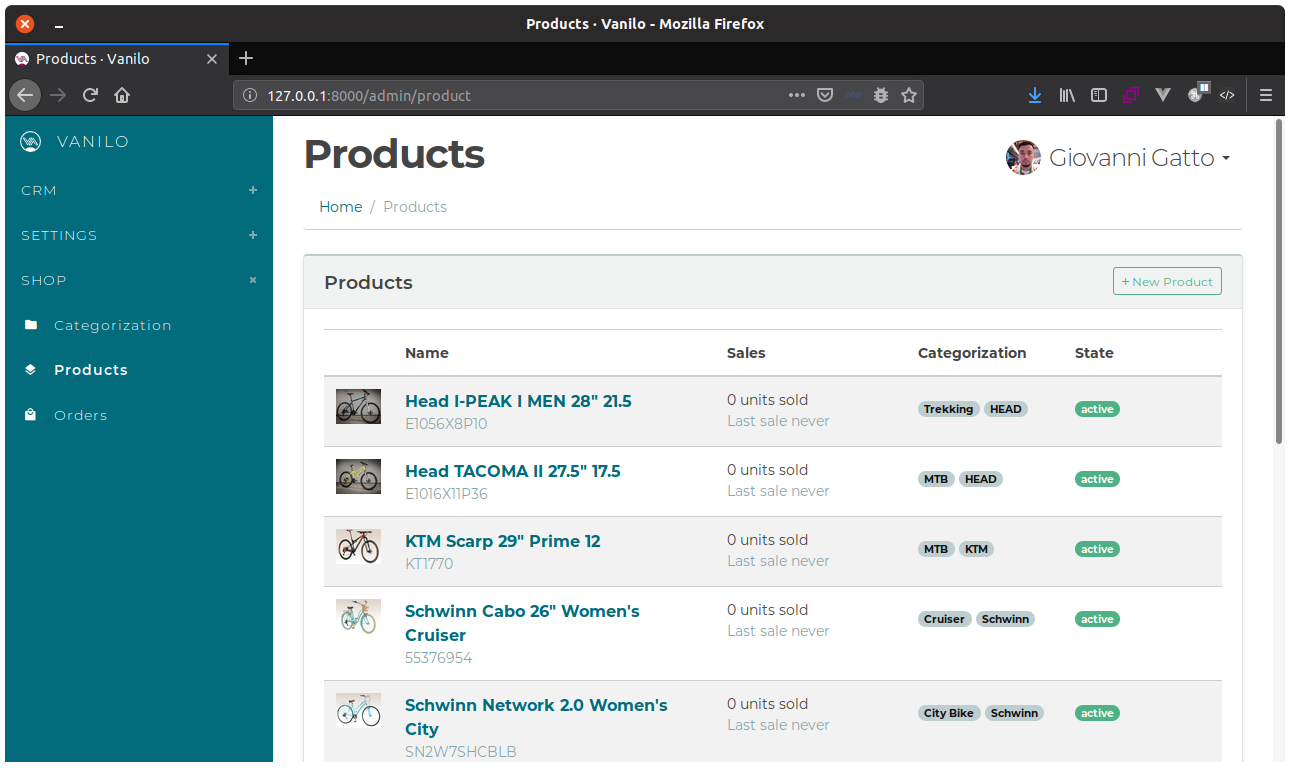 Products · Vanilo - Mozilla Firefox
Products · Vanilo
127.0.0.1:8000/admin/product
VANILO
CRM
SETTINGS
SHOP
Categorization
Products
Orders
Products
Giovanni Gatto
Home / Products
Products
+ New Product
Name Sales Categorization State
Head I-PEAK I MEN 28" 21.5
E1056X8P10
0 units sold
Last sale never
Trekking HEAD
active
Head TACOMA II 27.5" 17.5
E1016X11P36
0 units sold
Last sale never
MTB HEAD
active
KTM Scarp 29" Prime 12
KT1770
0 units sold
Last sale never
MTB KTM
active
Schwinn Cabo 26" Women's
Cruiser
55376954
0 units sold
Last sale never
Cruiser Schwinn
active
Schwinn Network 2.0 Women's
City
SN2W7SHCBLB
0 units sold
Last sale never
City Bike Schwinn
active